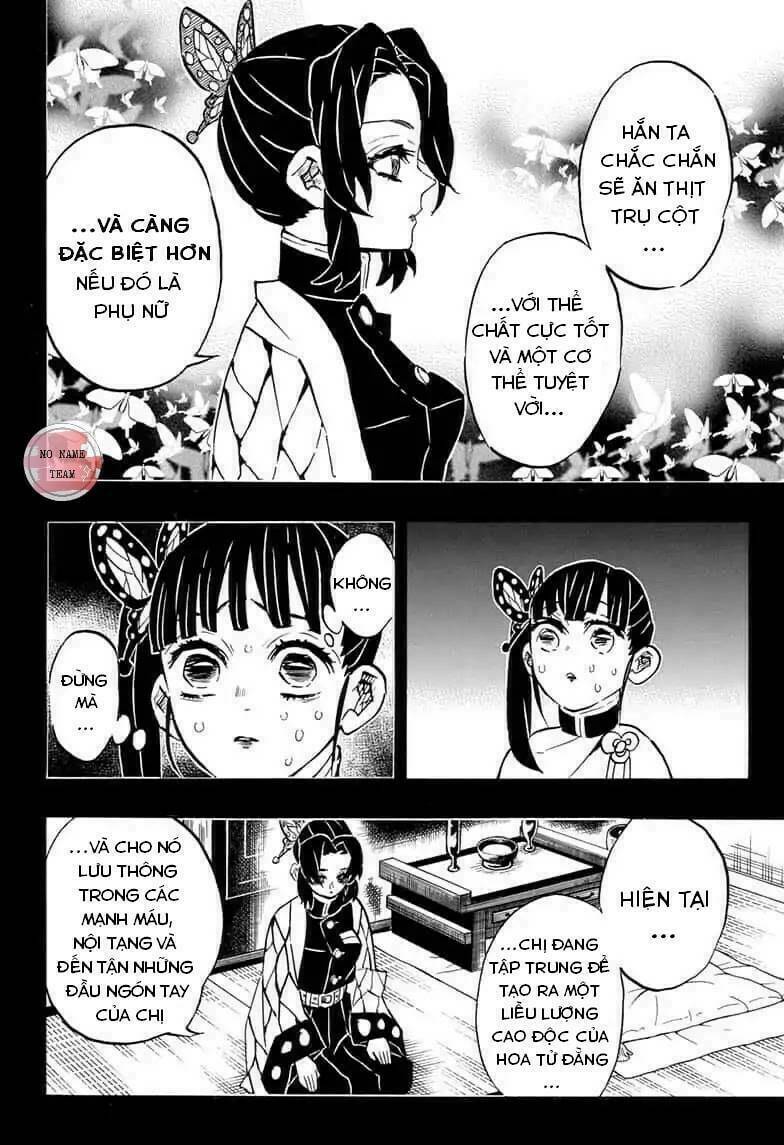 HẮN TA
CHẮC CHẮN
SẼ ĂN THỊT
TRỤ CỘT
...
...VỚI THỂ
CHẤT CỰC TỐT
VÀ MỘT CƠ
THỂ TUYỆT
VỜI...
...VÀ CÀNG
ĐẶC BIỆT HƠN
NẾU ĐÓ LÀ
PHỤ NỮ
NO NAME
TEAM
KHÔNG
...
ĐỪNG
MÀ
...
HIỆN TẠI
...
...CHỊ ĐANG
TẬP TRUNG ĐỂ
TẠO RA MỘT
LIỀU LƯỢNG
CAO ĐỘC CỦA
HOA TỬ ĐẰNG
...
...VÀ CHO NÓ
LƯU THÔNG
TRONG CÁC
MẠNH MÁU,
NỘI TẠNG VÀ
ĐẾN TẬN NHỮNG
ĐẦU NGÓN TAY
CỦA CHỊ